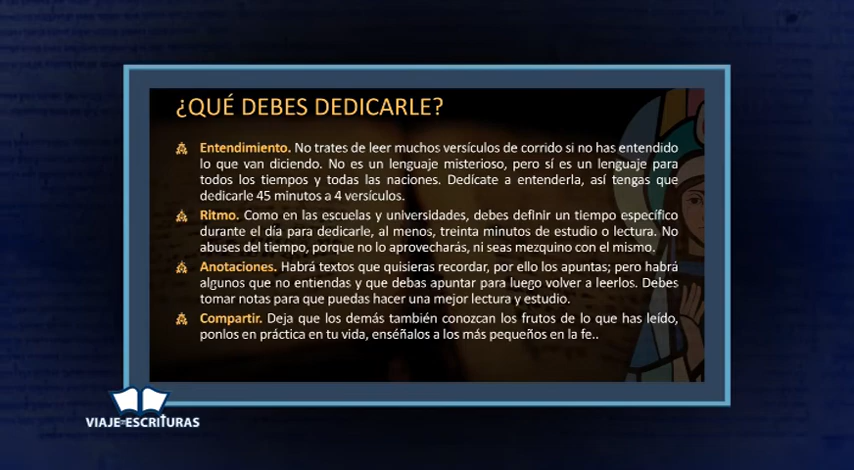 ¿QUÉ DEBES DEDICARLE?
Entendimiento. No trates de leer muchos versículos de corrido si no has entendido
lo que van diciendo. No es un lenguaje misterioso, pero sí es un lenguaje para
todos los tiempos y todas las naciones. Dedícate a entenderla, así tengas que
dedicarle 45 minutos a 4 versículos.
Ritmo. Como en las escuelas y universidades, debes definir un tiempo específico
durante el día para dedicarle, al menos, treinta minutos de estudio o lectura. No
abuses del tiempo, porque no lo aprovecharás, ni seas mezquino con el mismo.
Anotaciones. Habrá textos que quisieras recordar, por ello los apuntas; pero habrá
algunos que no entiendas y que debas apuntar para luego volver a leerlos. Debes
tomar notas para que puedas hacer una mejor lectura y estudio.
Compartir. Deja que los demás también conozcan los frutos de lo que has leído,
ponlos en práctica en tu vida, enséñalos a los más pequeños en la fe..
VIAJE ESCRITURAS